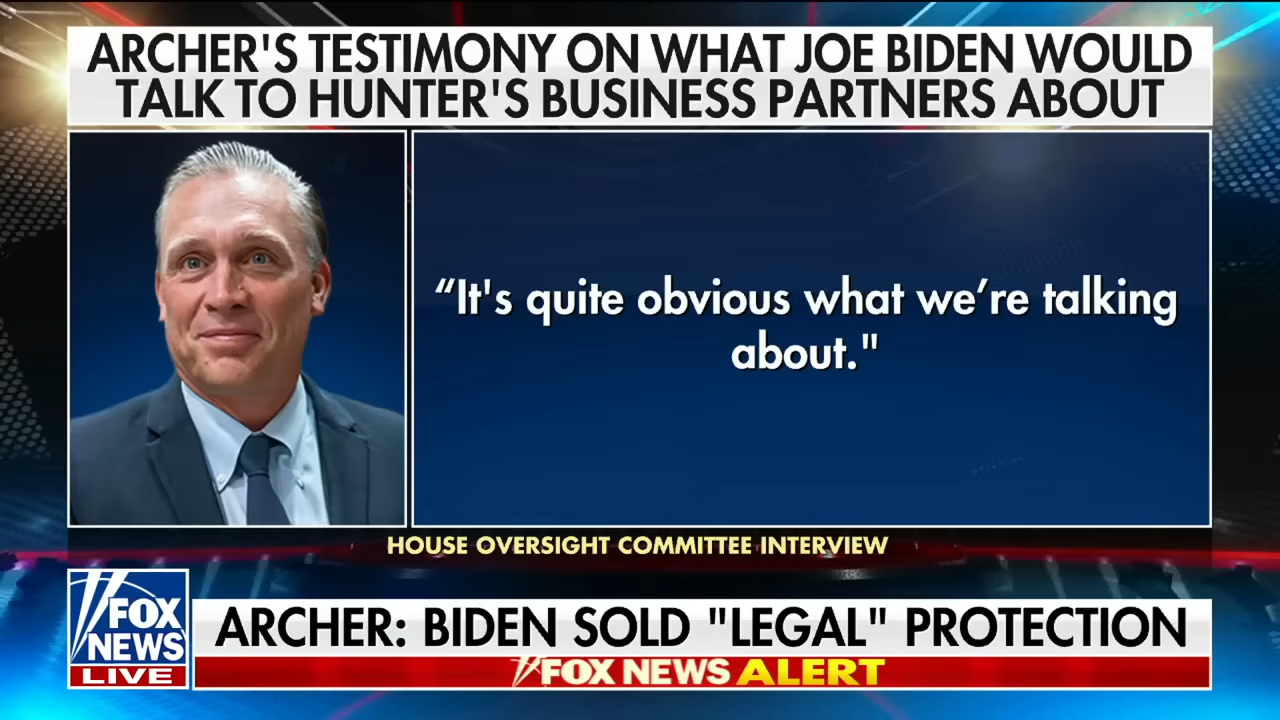 ARCHER'S TESTIMONY ON WHAT JOE BIDEN WOULD
TALK TO HUNTER'S BUSINESS PARTNERS ABOUT
“It's quite obvious what we’re talking
about."
HOUSE OVERSIGHT COMMITTEE INTERVIEW
FOX
NEWS
LIVE
ARCHER: BIDEN SOLD "LEGAL" PROTECTION
FOX NEWS ALERT